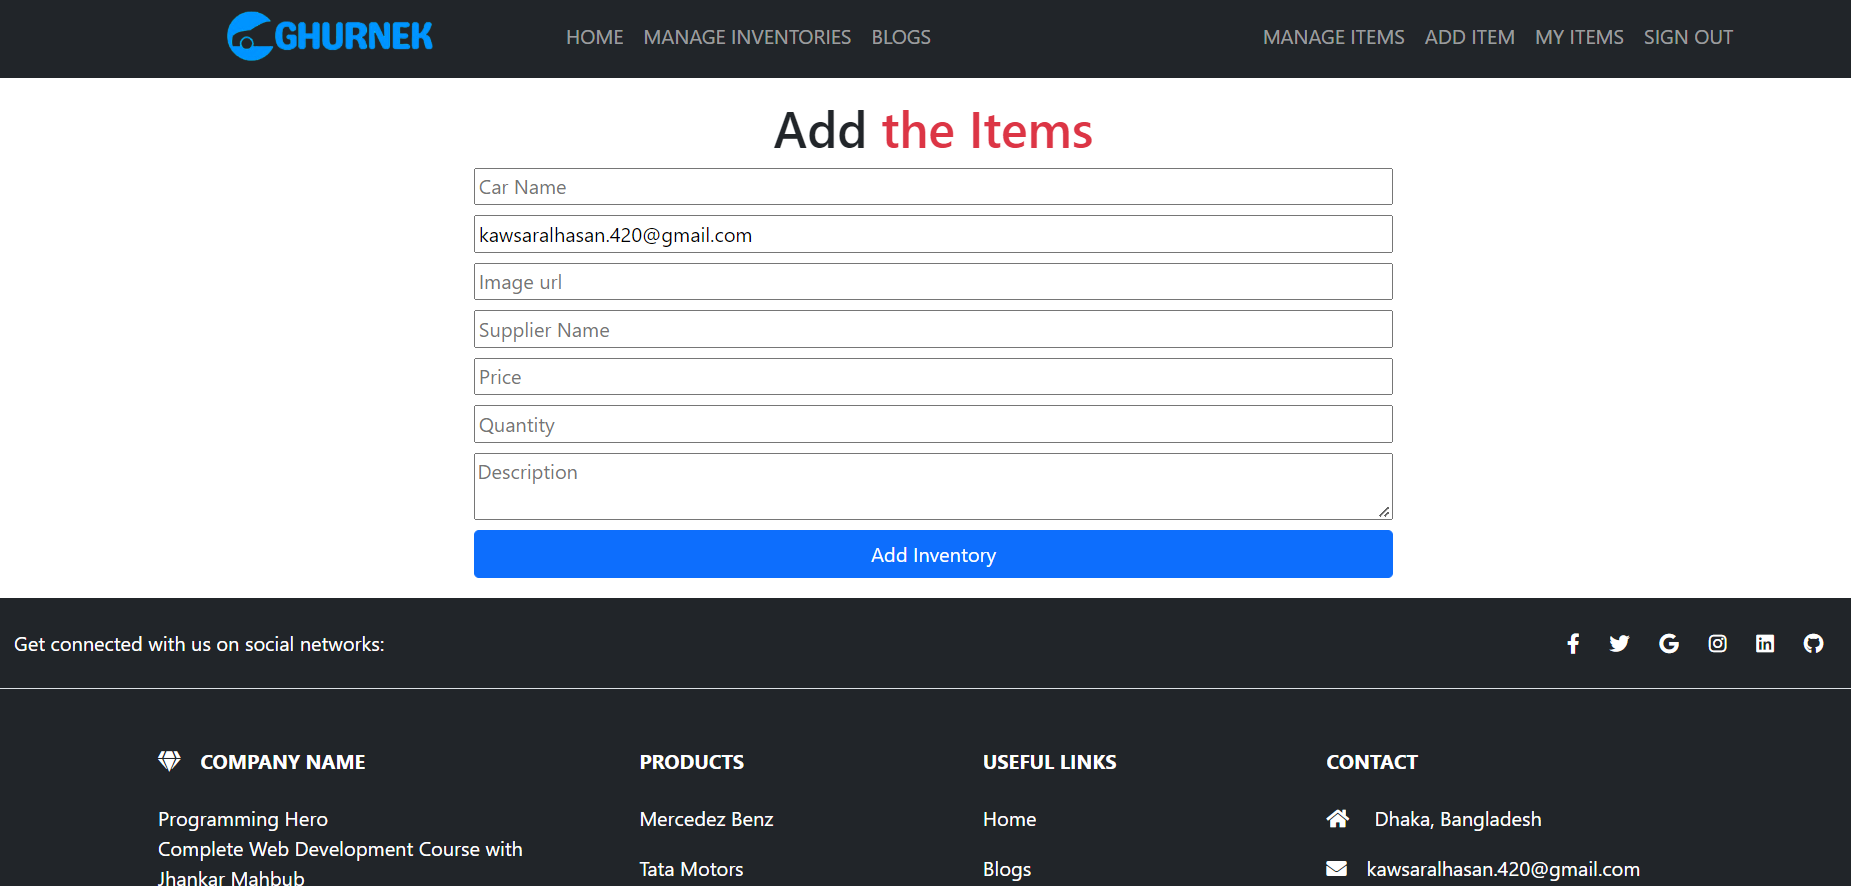 GHURNEK
HOME MANAGE INVENTORIES BLOGS
MANAGE ITEMS ADD ITEM MY ITEMS SIGN OUT
Add the Items
Car Name
kawsaralhasan.420@gmail.com
Image url
Supplier Name
Price
Quantity
Description
Add Inventory
Get connected with us on social networks:
COMPANY NAME
Programming Hero
Complete Web Development Course with
Jhankar Mahbub
PRODUCTS
Mercedez Benz
Tata Motors
USEFUL LINKS
Home
Blogs
CONTACT
Dhaka, Bangladesh
kawsaralhasan.420@gmail.com